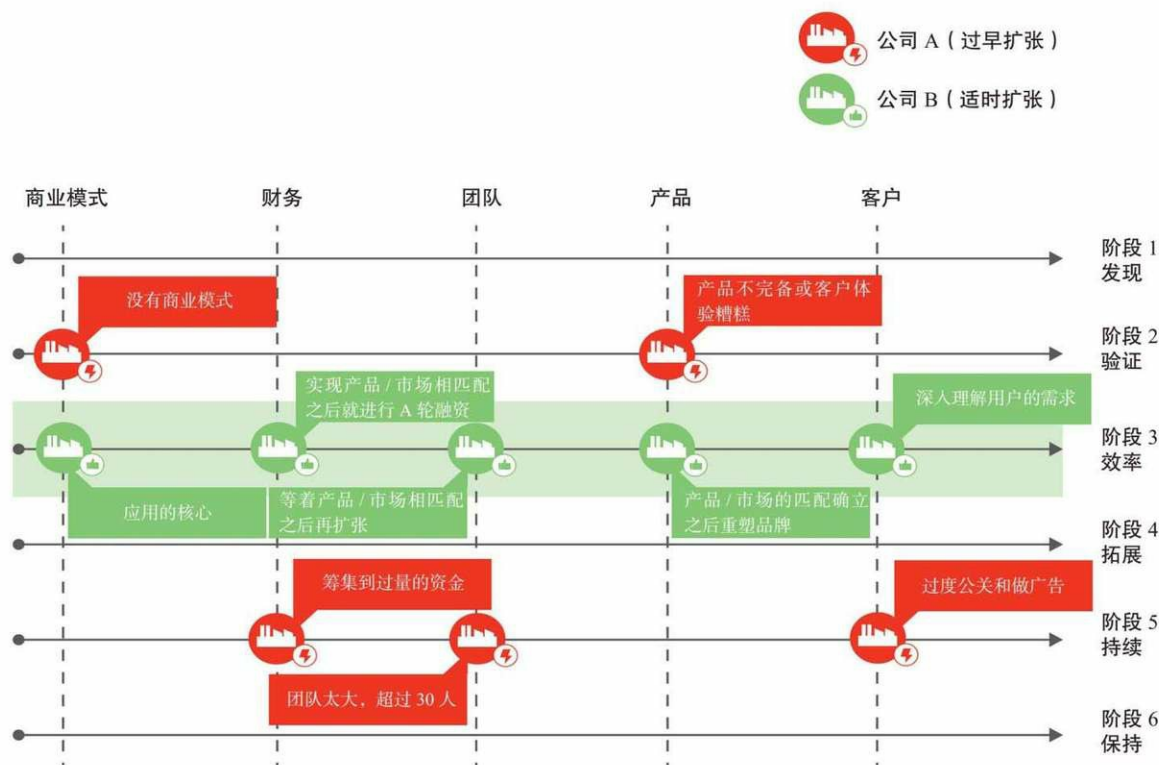 公司 A（过早扩张）
公司 B（适时扩张）
商业模式
财务
团队
产品
客户
阶段 1
发现
没有商业模式
产品不完备或客户体
验糟糕
阶段 2
验证
实现产品 / 市场相匹配
之后就进行 A 轮融资
深入理解用户的需求
阶段 3
效率
应用的核心
等着产品 / 市场相匹配
之后再扩张
产品 / 市场的匹配确立
之后重塑品牌
阶段 4
拓展
筹集到过量的资金
过度公关和做广告
阶段 5
持续
团队太大，超过 30 人
阶段 6
保持